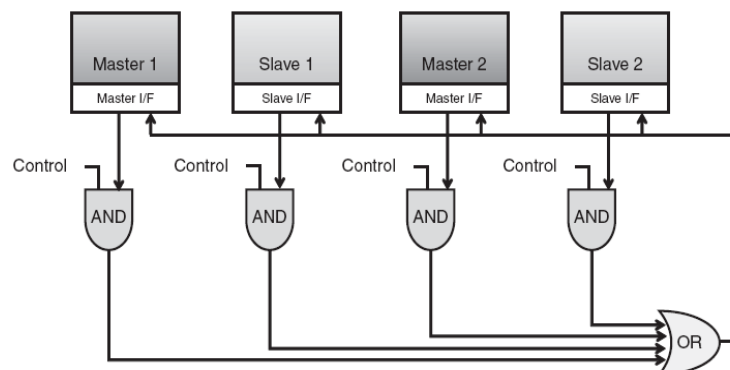 Master 1 Slave 1 Master 2 Slave 2
Master I/F Slave I/F Master I/F Slave I/F
Control Control Control Control
AND AND AND AND
OR